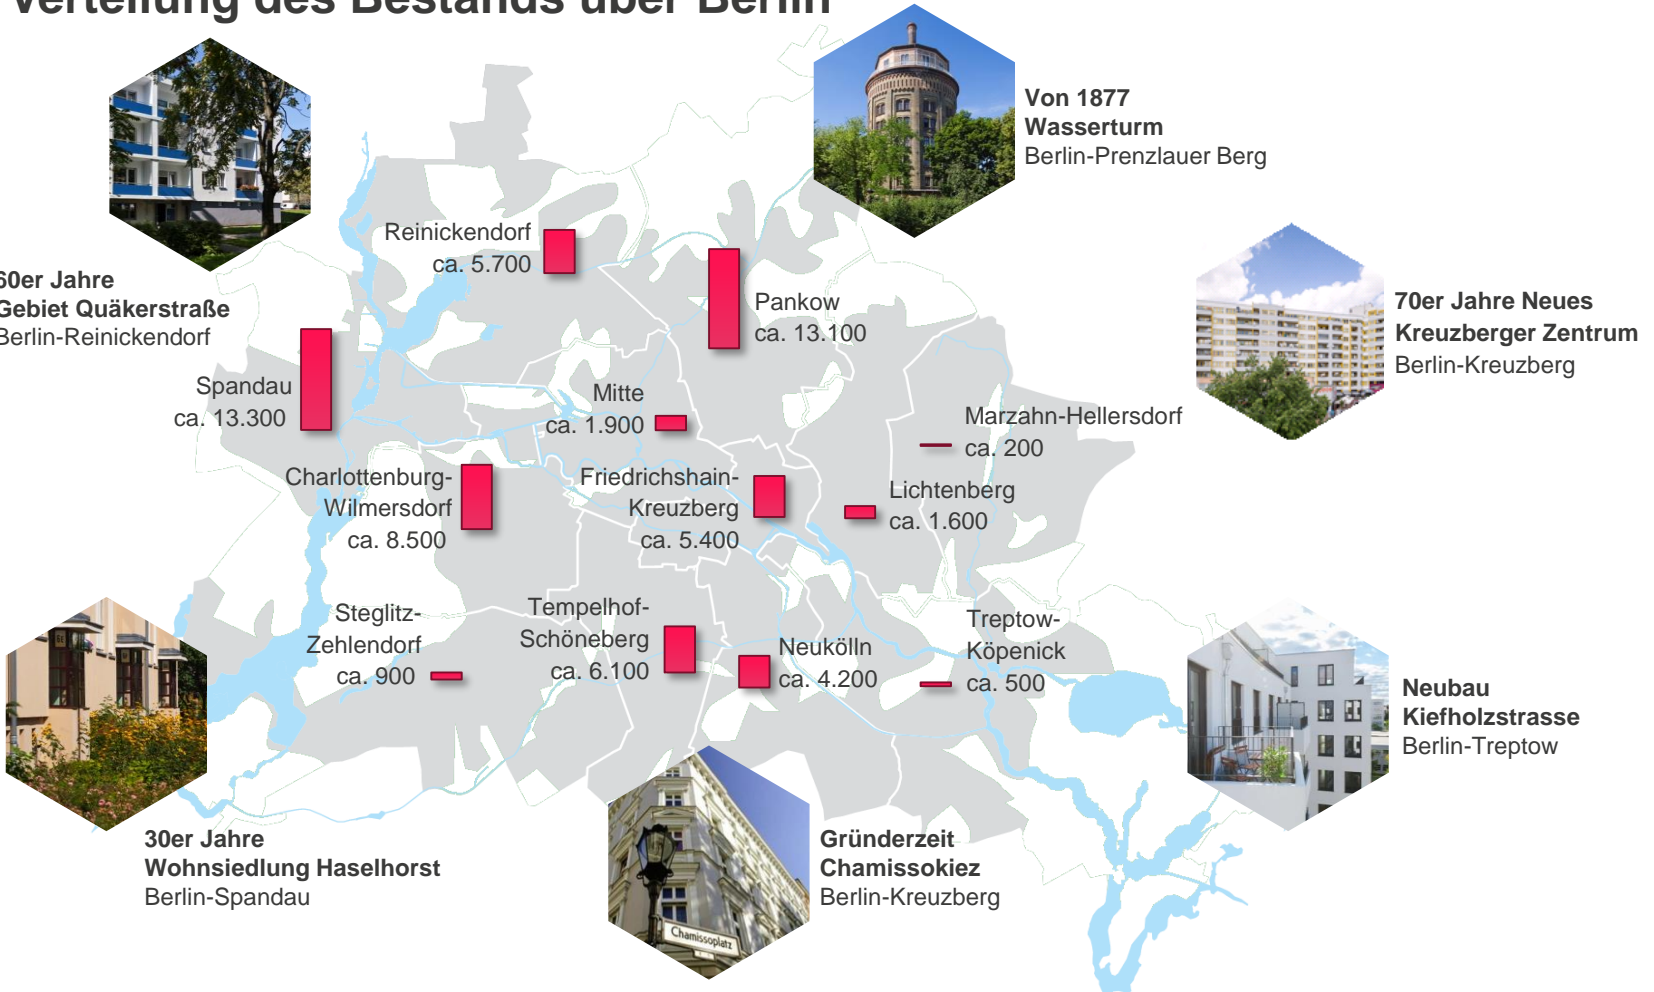 Verteilung des Bestands über Berlin
Von 1877
Wasserturm
Berlin-Prenzlauer Berg
60er Jahre
Gebiet Quäkerstraße
Berlin-Reinickendorf
Reinickendorf
ca. 5.700
Pankow
ca. 13.100
70er Jahre Neues
Kreuzberger Zentrum
Berlin-Kreuzberg
Spandau
ca. 13.300
Mitte
ca. 1.900
Marzahn-Hellersdorf
ca. 200
Charlottenburg-
Wilmersdorf
ca. 8.500
Friedrichshain-
Kreuzberg
ca. 5.400
Lichtenberg
ca. 1.600
Steglitz-
Zehlendorf
ca. 900
Tempelhof-
Schöneberg
ca. 6.100
Neukölln
ca. 4.200
Treptow-
Köpenick
ca. 500
Neubau
Kiefholzstrasse
Berlin-Treptow
30er Jahre
Wohnsiedlung Haselhorst
Berlin-Spandau
Gründerzeit
Chamissokiez
Berlin-Kreuzberg
Chamissoplatz